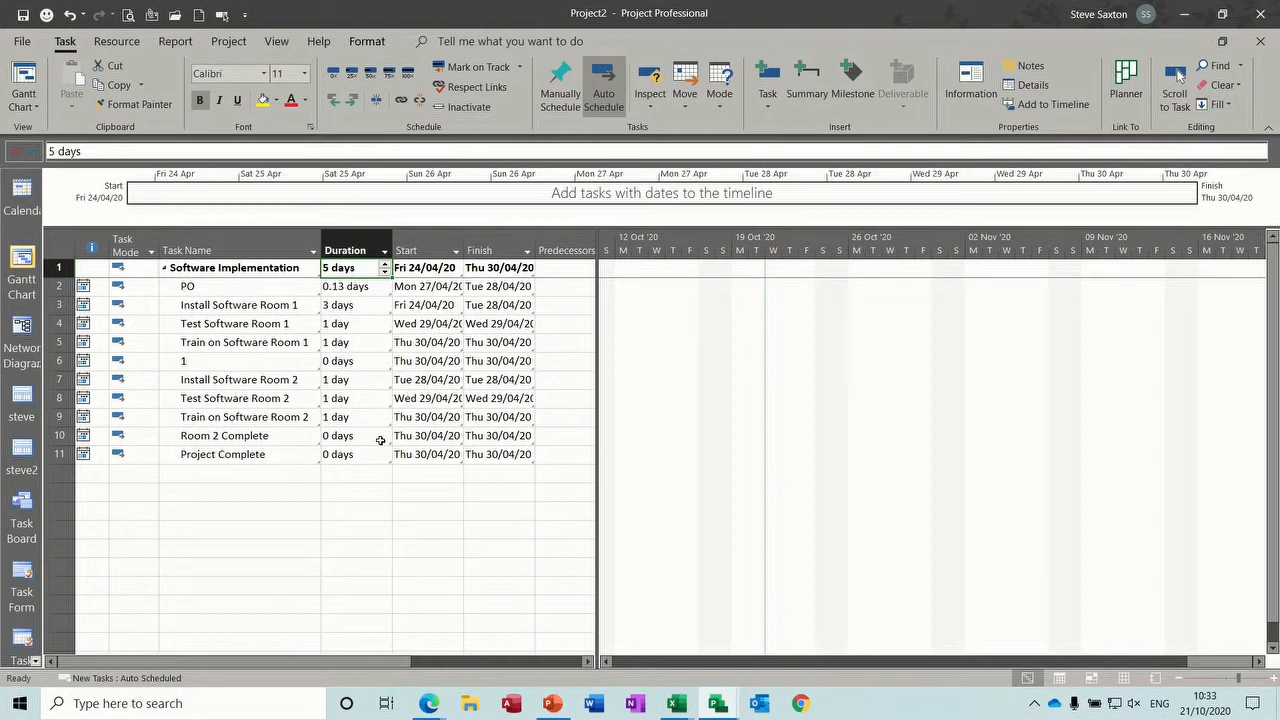 Project2 - Project Professional
Steve Saxton
SS
File Task Resource Report Project View Help Format Tell me what you want to do
Gantt Chart
Paste
Cut
Copy
Format Painter
Calibri 11
B I U A
0% 25% 50% 75% 100%
Mark on Track
Respect Links
Inactivate
Manually Schedule
Auto Schedule
Inspect
Move
Mode
Task
Summary
Milestone
Deliverable
Information
Notes
Details
Add to Timeline
Planner
Scroll to Task
Find
Clear
Fill
View Clipboard Font Schedule Tasks Insert Properties Link To Editing
5 days
Fri 24 Apr Sat 25 Apr Sat 25 Apr Sun 26 Apr Sun 26 Apr Mon 27 Apr Mon 27 Apr Tue 28 Apr Tue 28 Apr Wed 29 Apr Wed 29 Apr Thu 30 Apr Thu 30 Apr
Start
Fri 24/04/20
Add tasks with dates to the timeline
Finish
Thu 30/04/20
Calenda
Gantt Chart
Network Diagram
steve
steve2
Task Board
Task Form
Task
Task Mode Task Name Duration Start Finish Predecessors
12 Oct '20 19 Oct '20 26 Oct '20 02 Nov '20 09 Nov '20 16 Nov '20
S M T W T F S S M T W T F S S M T W T F S S M T W T F S S M T W T F S S M T W T
1 Software Implementation 5 days Fri 24/04/20 Thu 30/04/20
2 PO 0.13 days Mon 27/04/20 Tue 28/04/20
3 Install Software Room 1 3 days Fri 24/04/20 Tue 28/04/20
4 Test Software Room 1 1 day Wed 29/04/20 Wed 29/04/20
5 Train on Software Room 1 1 day Thu 30/04/20 Thu 30/04/20
6 1 0 days Thu 30/04/20 Thu 30/04/20
7 Install Software Room 2 1 day Tue 28/04/20 Tue 28/04/20
8 Test Software Room 2 1 day Wed 29/04/20 Wed 29/04/20
9 Train on Software Room 2 1 day Thu 30/04/20 Thu 30/04/20
10 Room 2 Complete 0 days Thu 30/04/20 Thu 30/04/20
11 Project Complete 0 days Thu 30/04/20 Thu 30/04/20
Ready New Tasks : Auto Scheduled
Type here to search
ENG
10:33
21/10/2020